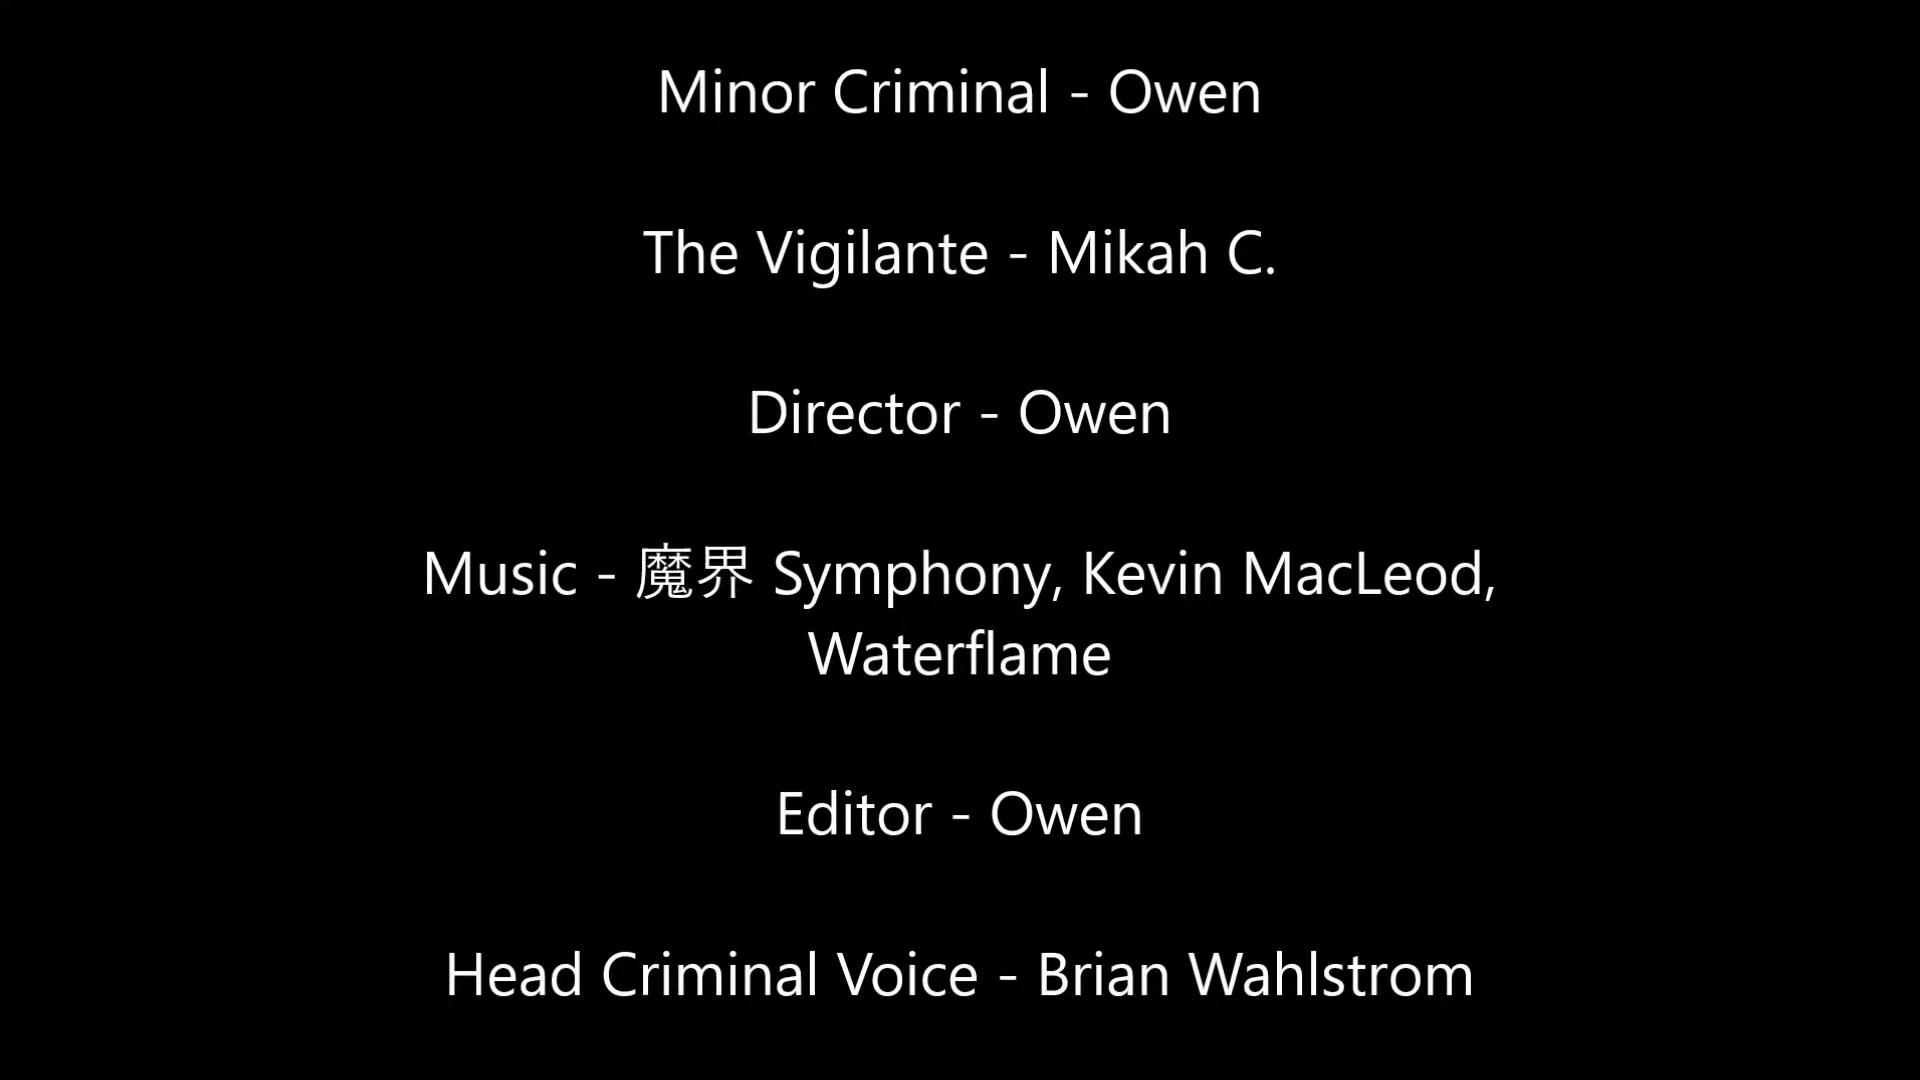 Minor Criminal - Owen
The Vigilante - Mikah C.
Director - Owen
Music - 魔界 Symphony, Kevin MacLeod,
Waterflame
Editor - Owen
Head Criminal Voice - Brian Wahlstrom